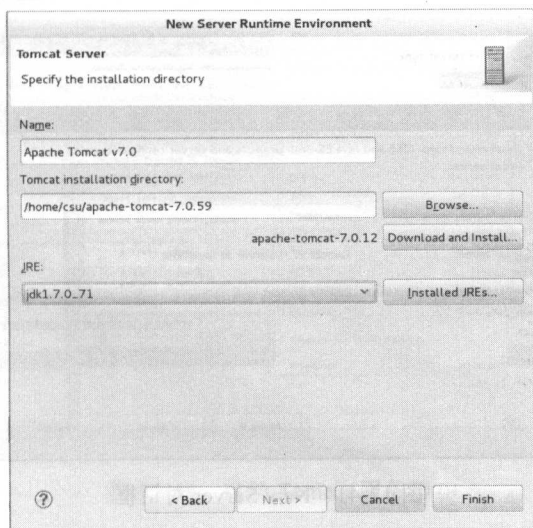 New Server Runtime Environment
Tomcat Server
Specify the installation directory
Name:
Apache Tomcat v7.0
Tomcat installation directory:
/home/csu/apache-tomcat-7.0.59
Browse...
apache-tomcat-7.0.12 Download and Install...
JRE:
jdk1.7.0_71
Installed JREs...
? < Back Next > Cancel Finish